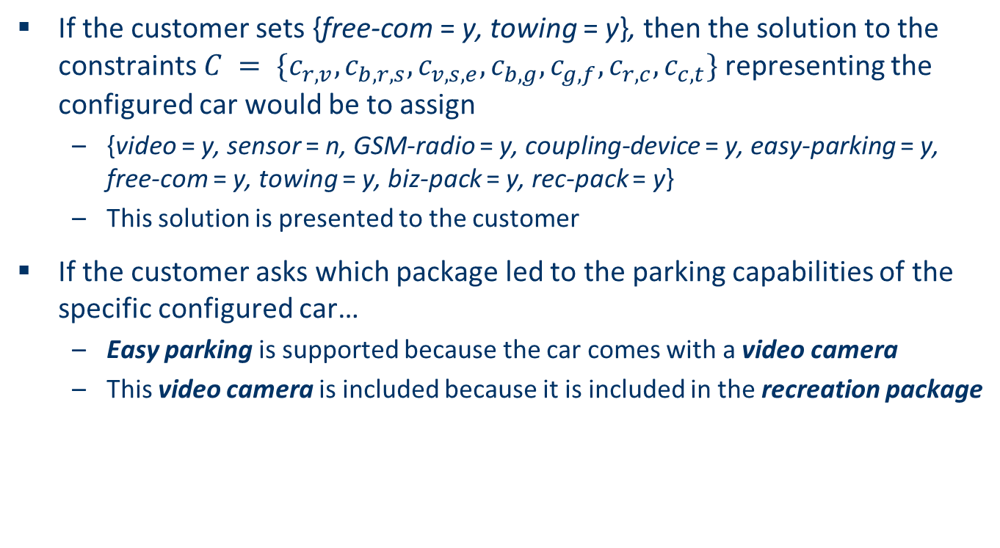 ▪ If the customer sets {free-com = y, towing = y}, then the solution to the
constraints C = {c_{r,v}, c_{b,r,s}, c_{v,s,e}, c_{b,g}, c_{g,f}, c_{r,c}, c_{c,t}} representing the
configured car would be to assign
– {video = y, sensor = n, GSM-radio = y, coupling-device = y, easy-parking = y,
free-com = y, towing = y, biz-pack = y, rec-pack = y}
– This solution is presented to the customer
▪ If the customer asks which package led to the parking capabilities of the
specific configured car…
– Easy parking is supported because the car comes with a video camera
– This video camera is included because it is included in the recreation package